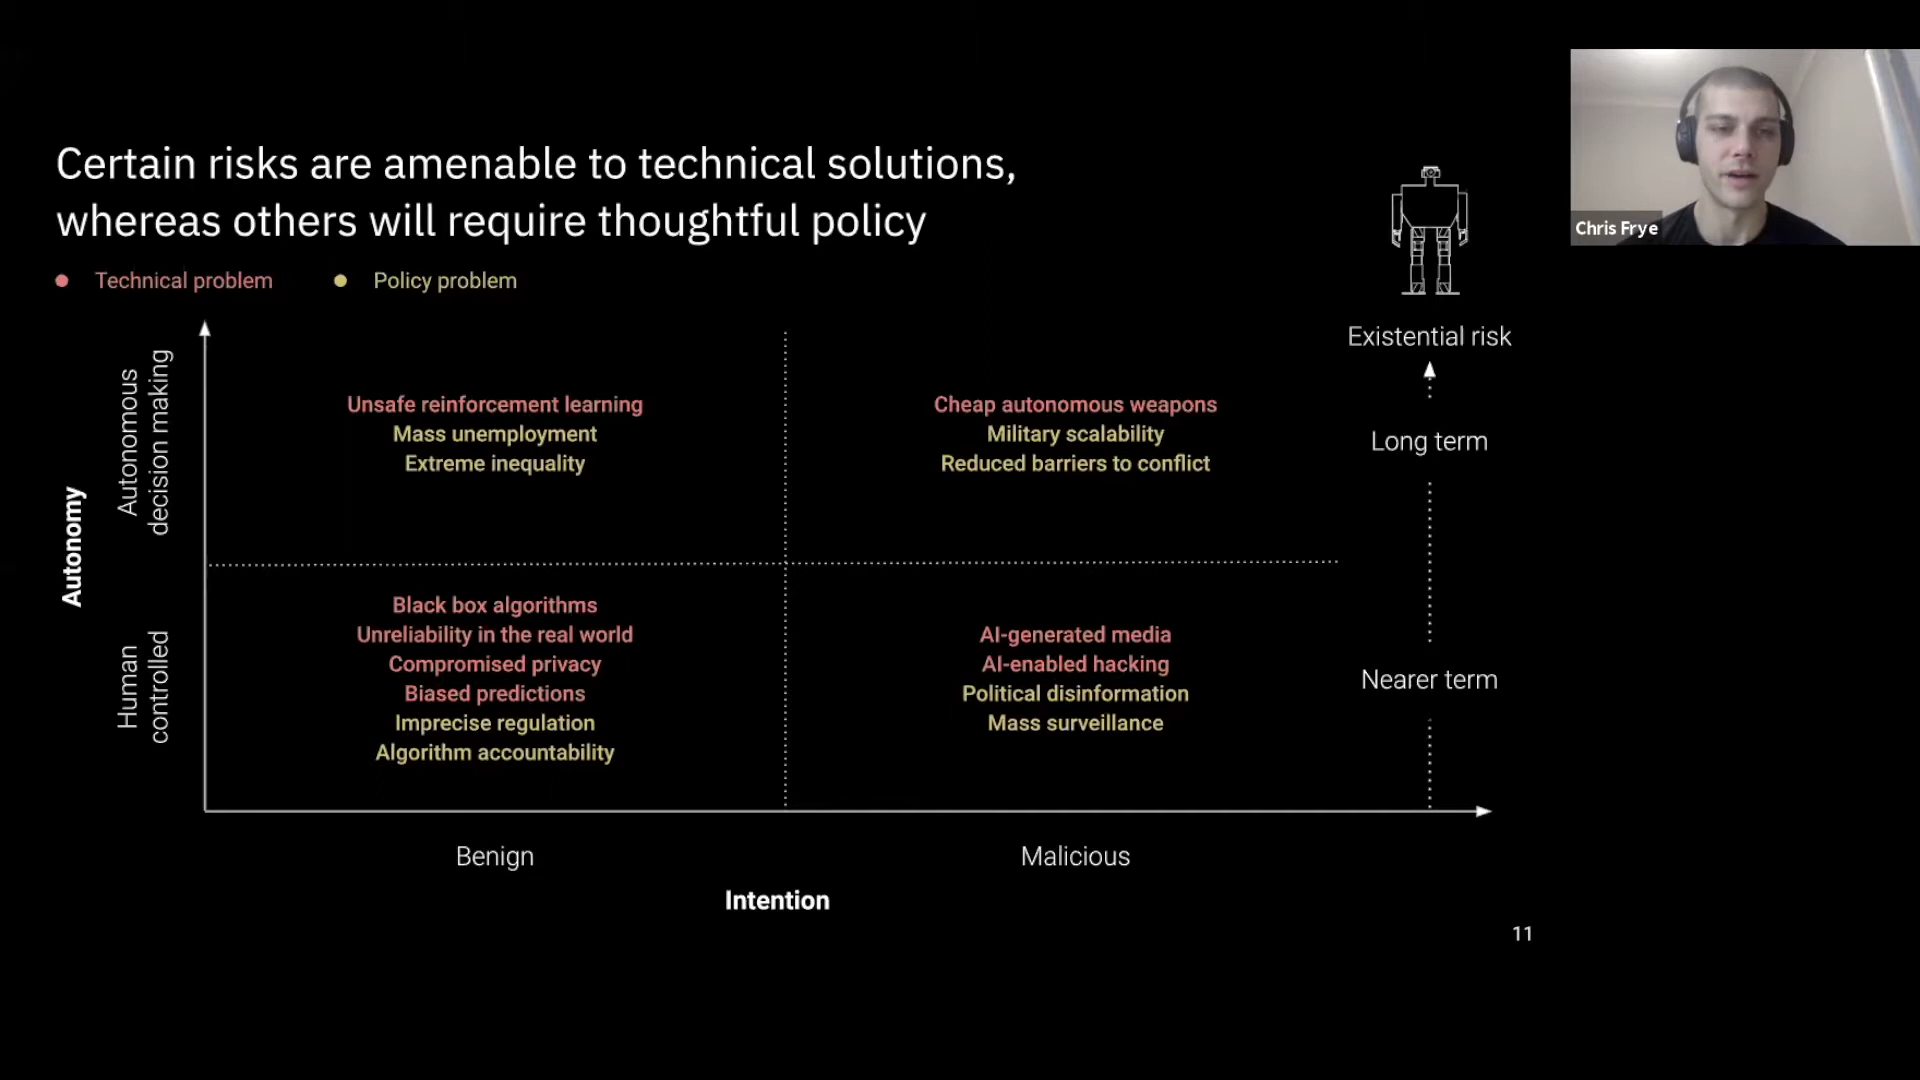 Certain risks are amenable to technical solutions,
whereas others will require thoughtful policy
Technical problem
Policy problem
Chris Frye
Existential risk
Long term
Nearer term
Autonomy
Autonomous
decision making
Human
controlled
Unsafe reinforcement learning
Mass unemployment
Extreme inequality
Cheap autonomous weapons
Military scalability
Reduced barriers to conflict
Black box algorithms
Unreliability in the real world
Compromised privacy
Biased predictions
Imprecise regulation
Algorithm accountability
AI-generated media
AI-enabled hacking
Political disinformation
Mass surveillance
Benign
Malicious
Intention
11